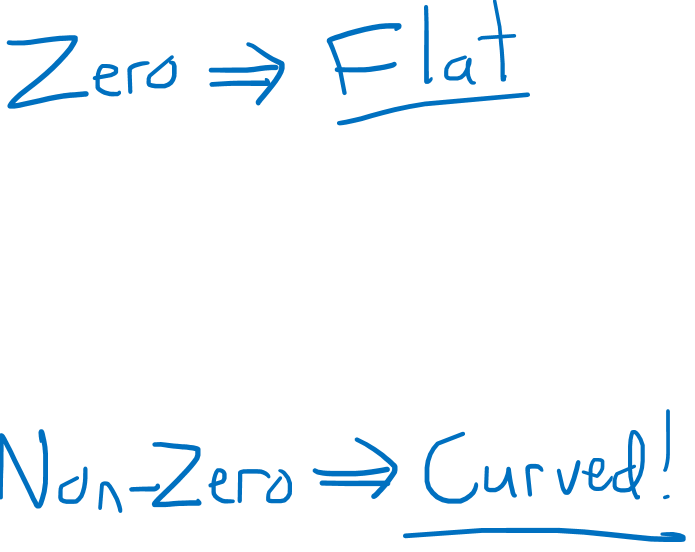 Zero ⇒ Flat
Non-Zero ⇒ Curved!